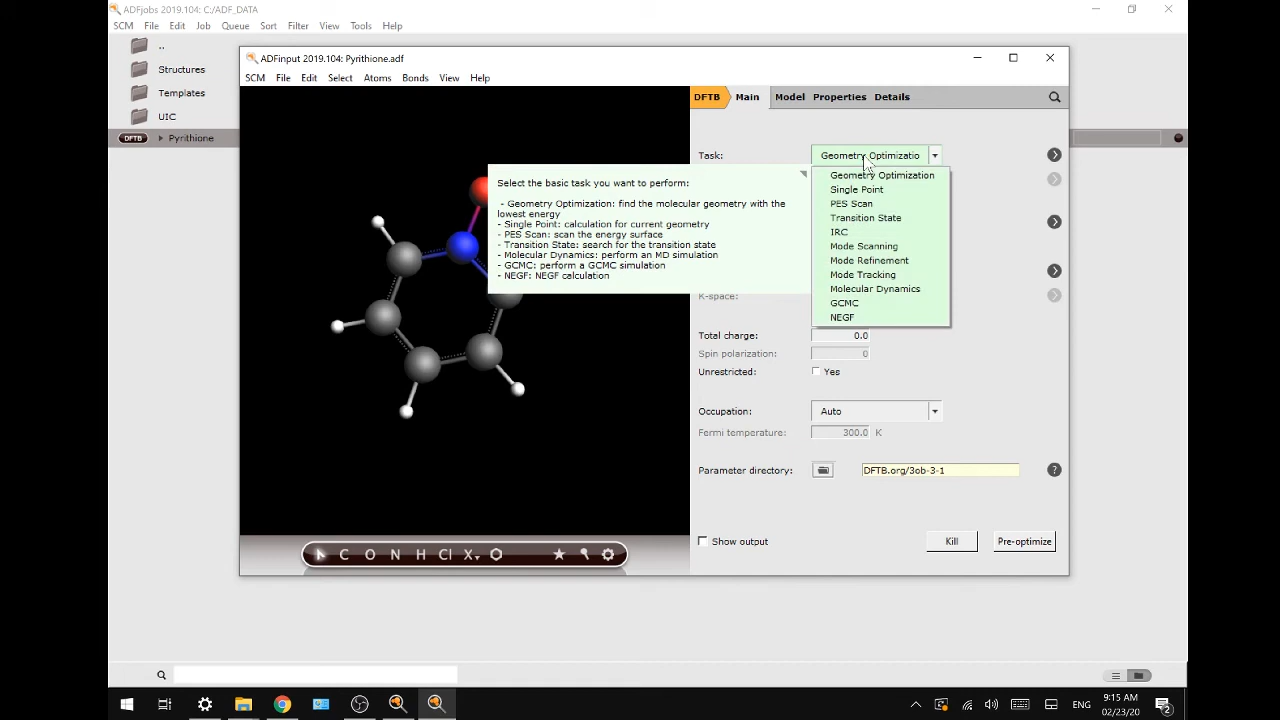 ADFjobs 2019.104: C:/ADF_DATA
SCM File Edit Job Queue Sort Filter View Tools Help
..
Structures
Templates
UIC
DFTB Pyrithione
ADFinput 2019.104: Pyrithione.adf
SCM File Edit Select Atoms Bonds View Help
DFTB Main Model Properties Details
Task: Geometry Optimizatio
Select the basic task you want to perform:
- Geometry Optimization: find the molecular geometry with the
lowest energy
- Single Point: calculation for current geometry
- PES Scan: scan the energy surface
- Transition State: search for the transition state
- Molecular Dynamics: perform an MD simulation
- GCMC: perform a GCMC simulation
- NEGF: NEGF calculation
Geometry Optimization
Single Point
PES Scan
Transition State
IRC
Mode Scanning
Mode Refinement
Mode Tracking
Molecular Dynamics
GCMC
NEGF
K-space:
Total charge: 0.0
Spin polarization: 0
Unrestricted: Yes
Occupation: Auto
Fermi temperature: 300.0 K
Parameter directory: DFTB.org/3ob-3-1 ?
Show output Kill Pre-optimize
C O N H Cl X
ENG
9:15 AM
02/23/20
2